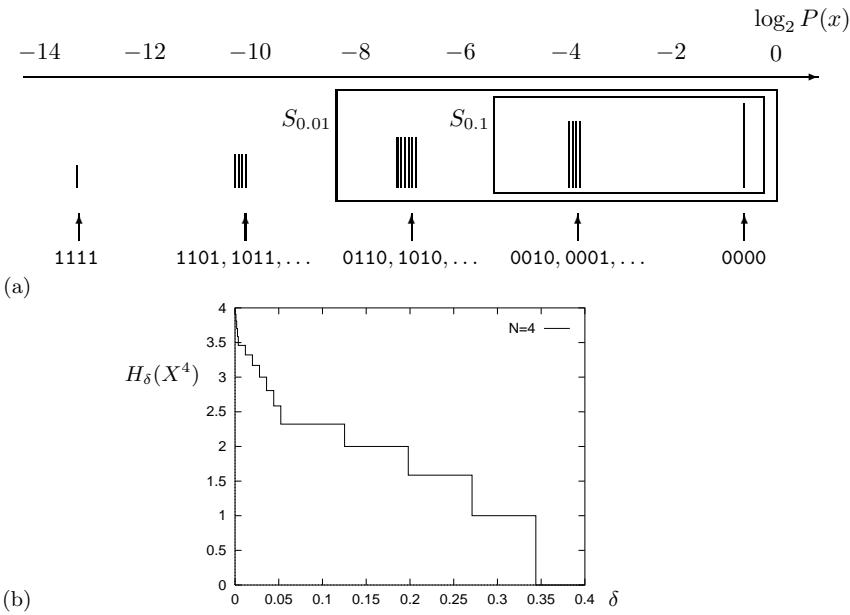 log₂ P(x)
−14 −12 −10 −8 −6 −4 −2 0
S₀.₀₁ S₀.₁
1111 1101, 1011, . . . 0110, 1010, . . . 0010, 0001, . . . 0000
(a)
4
N=4
3.5
H_δ(X⁴)
3
2.5
2
1.5
1
0.5
0
(b)
0 0.05 0.1 0.15 0.2 0.25 0.3 0.35 0.4 δ